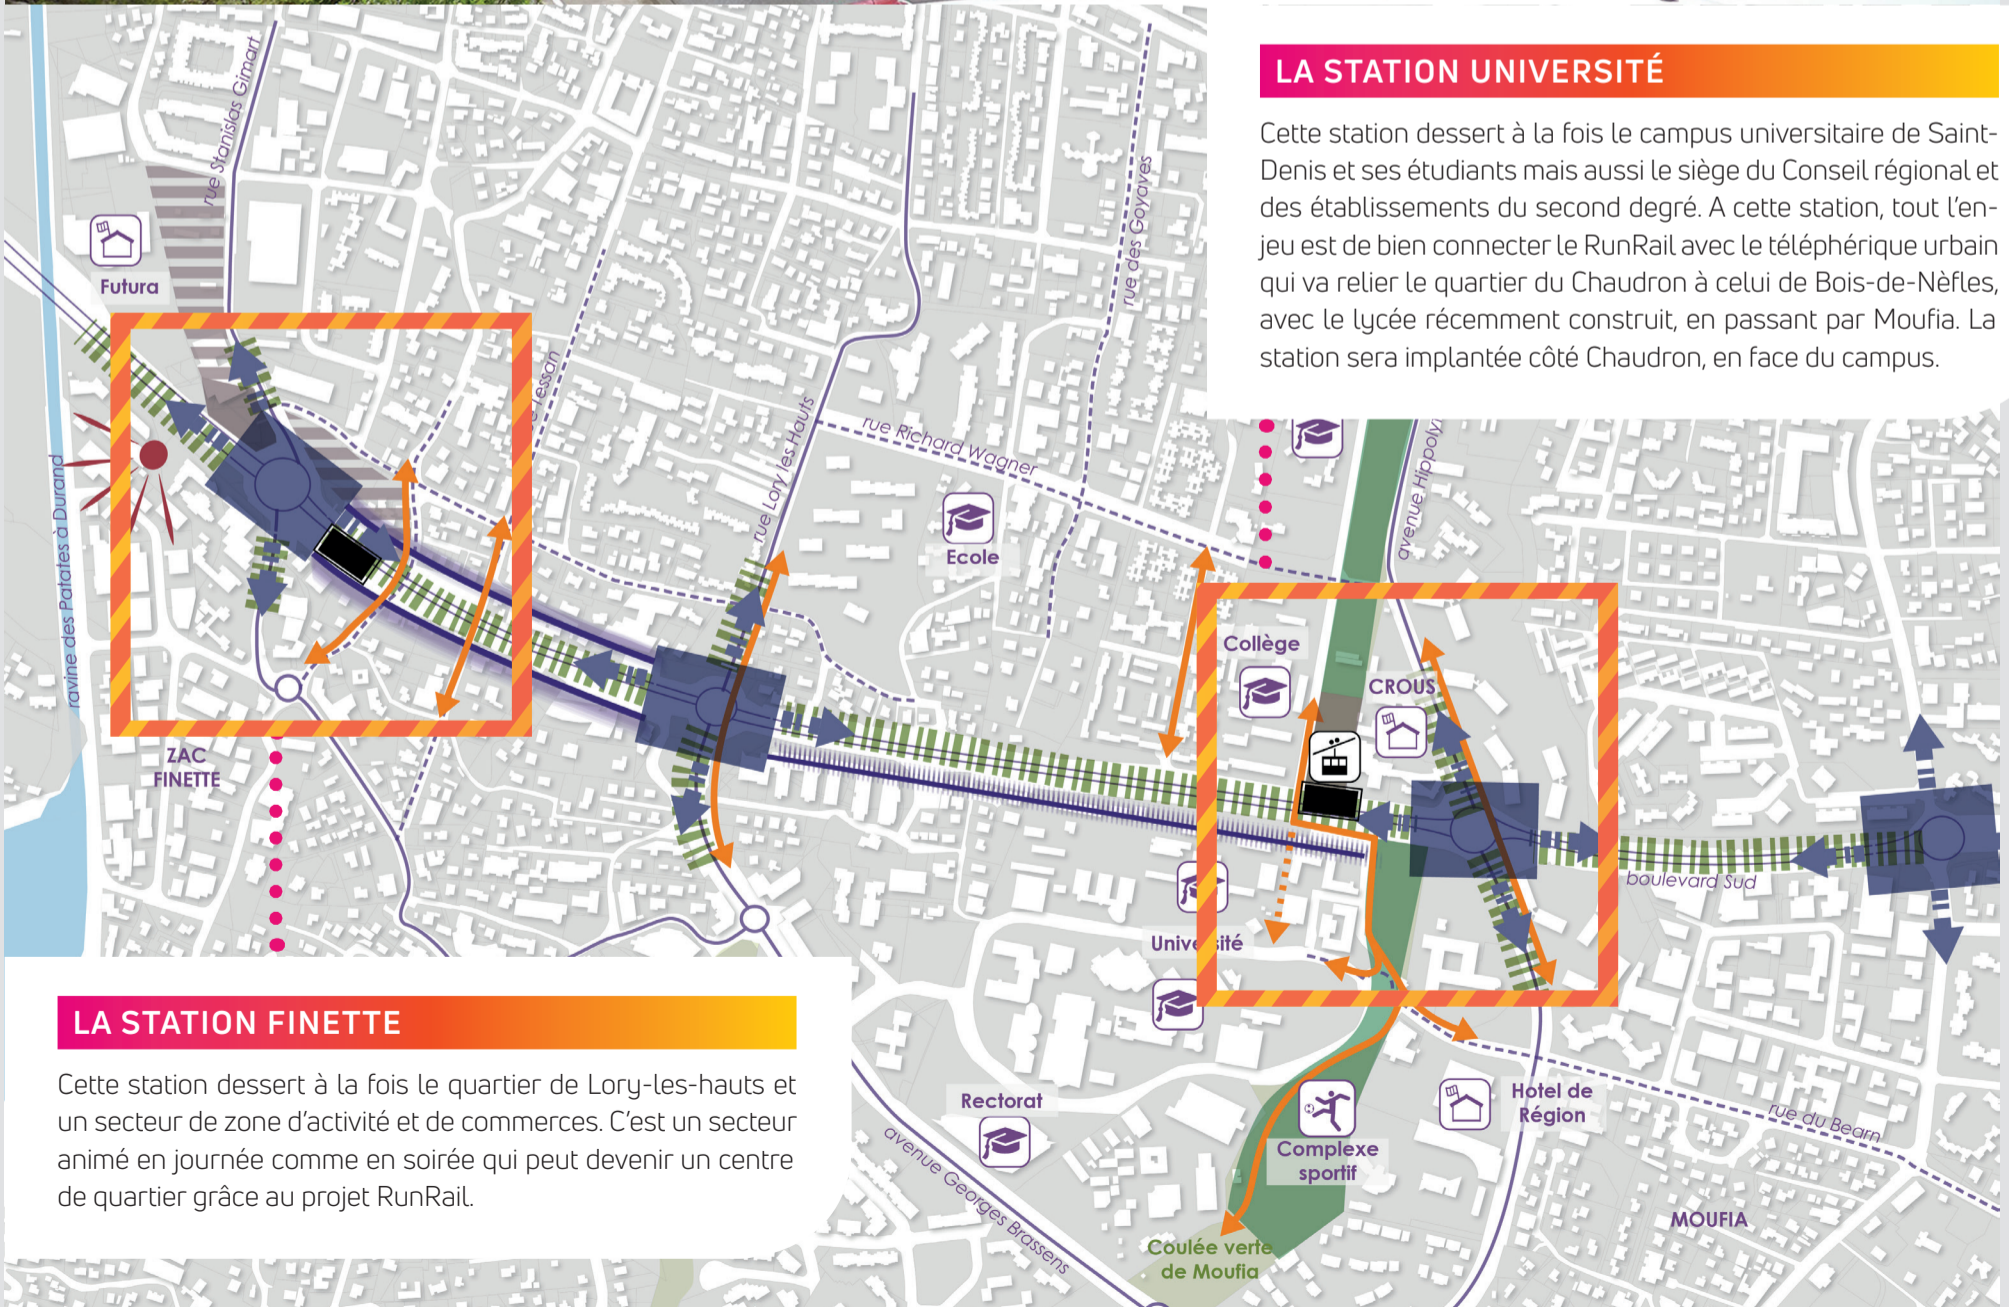 LA STATION UNIVERSITÉ
Cette station dessert à la fois le campus universitaire de Saint-
Denis et ses étudiants mais aussi le siège du Conseil régional et
des établissements du second degré. A cette station, tout l'en-
jeu est de bien connecter le RunRail avec le téléphérique urbain
qui va relier le quartier du Chaudron à celui de Bois-de-Nèfles,
avec le lycée récemment construit, en passant par Moufia. La
station sera implantée côté Chaudron, en face du campus.
rue Stanislas Gimart
Futura
rue des Goyaves
Tessan
rue Lory les Hauts
rue Richard Wagner
avenue
ravine des Patates à Durand
Ecole
Collège
CROUS
ZAC
FINETTE
boulevard Sud
Université
LA STATION FINETTE
Cette station dessert à la fois le quartier de Lory-les-hauts et
un secteur de zone d'activité et de commerces. C'est un secteur
animé en journée comme en soirée qui peut devenir un centre
de quartier grâce au projet RunRail.
Rectorat
avenue Georges Brassens
Complexe
sportif
Hotel de
Région
rue du Bearn
MOUFIA
Coulée verte
de Moufia